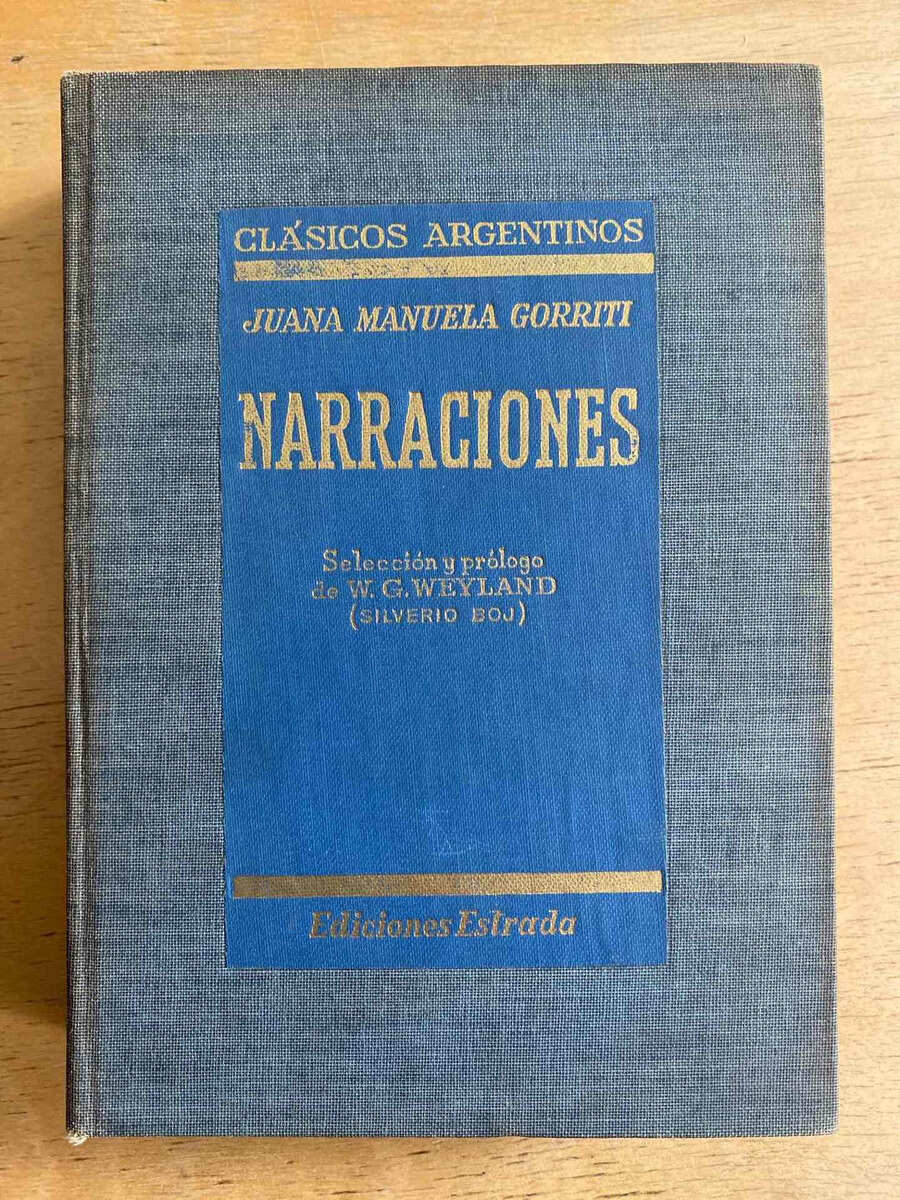 CLÁSICOS ARGENTINOS
JUANA MANUELA GORRITI
NARRACIONES
Selección y prólogo
de W. G. WEYLAND
(SILVERIO BOJ)
Ediciones Estrada